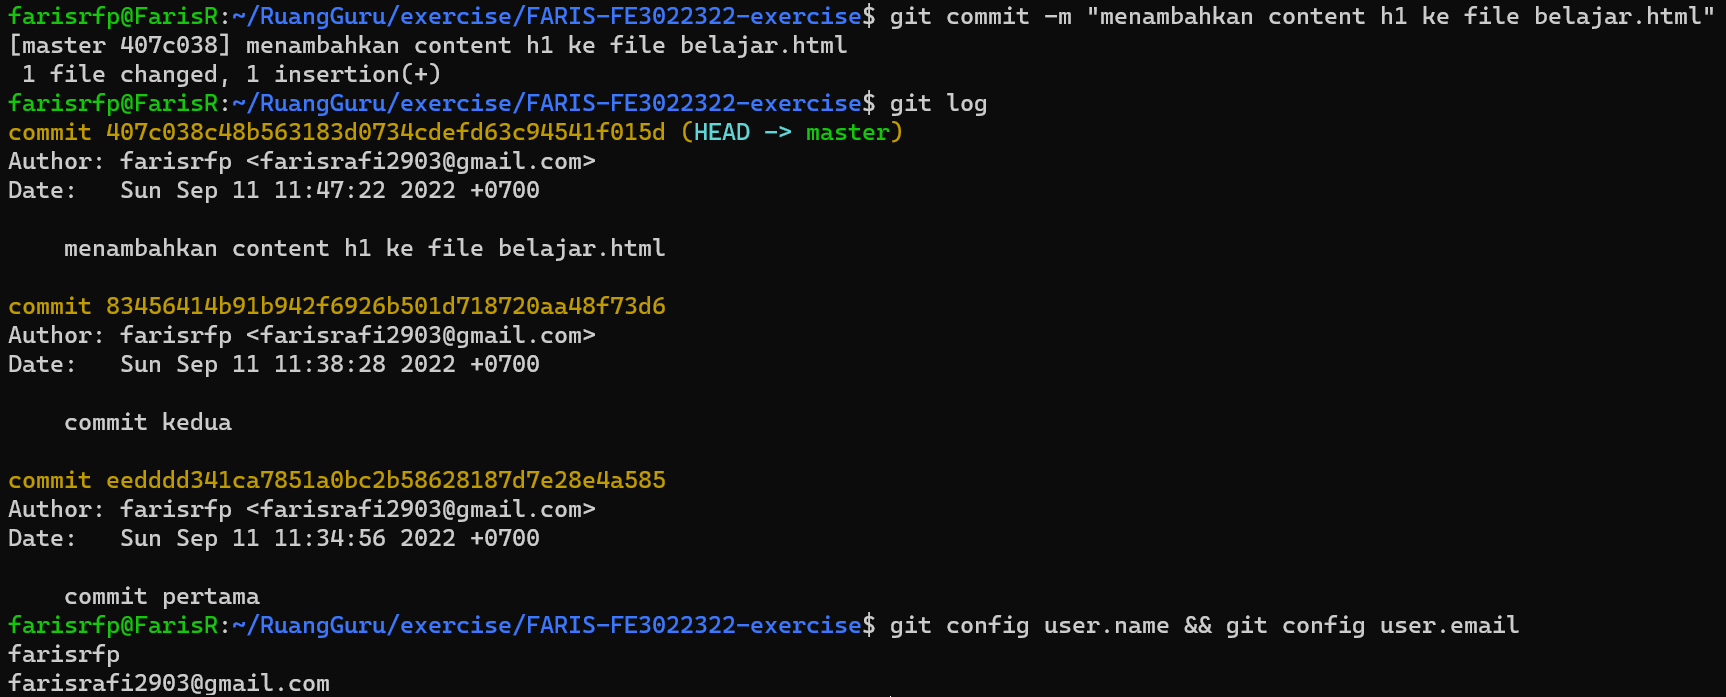 farisrfp@FarisR:~/RuangGuru/exercise/FARIS-FE3022322-exercise$ git commit -m "menambahkan content h1 ke file belajar.html"
[master 407c038] menambahkan content h1 ke file belajar.html
 1 file changed, 1 insertion(+)
farisrfp@FarisR:~/RuangGuru/exercise/FARIS-FE3022322-exercise$ git log
commit 407c038c48b563183d0734cdefd63c94541f015d (HEAD -> master)
Author: farisrfp <farisrafi2903@gmail.com>
Date:   Sun Sep 11 11:47:22 2022 +0700

    menambahkan content h1 ke file belajar.html

commit 83456414b91b942f6926b501d718720aa48f73d6
Author: farisrfp <farisrafi2903@gmail.com>
Date:   Sun Sep 11 11:38:28 2022 +0700

    commit kedua

commit eedddd341ca7851a0bc2b58628187d7e28e4a585
Author: farisrfp <farisrafi2903@gmail.com>
Date:   Sun Sep 11 11:34:56 2022 +0700

    commit pertama
farisrfp@FarisR:~/RuangGuru/exercise/FARIS-FE3022322-exercise$ git config user.name && git config user.email
farisrfp
farisrafi2903@gmail.com